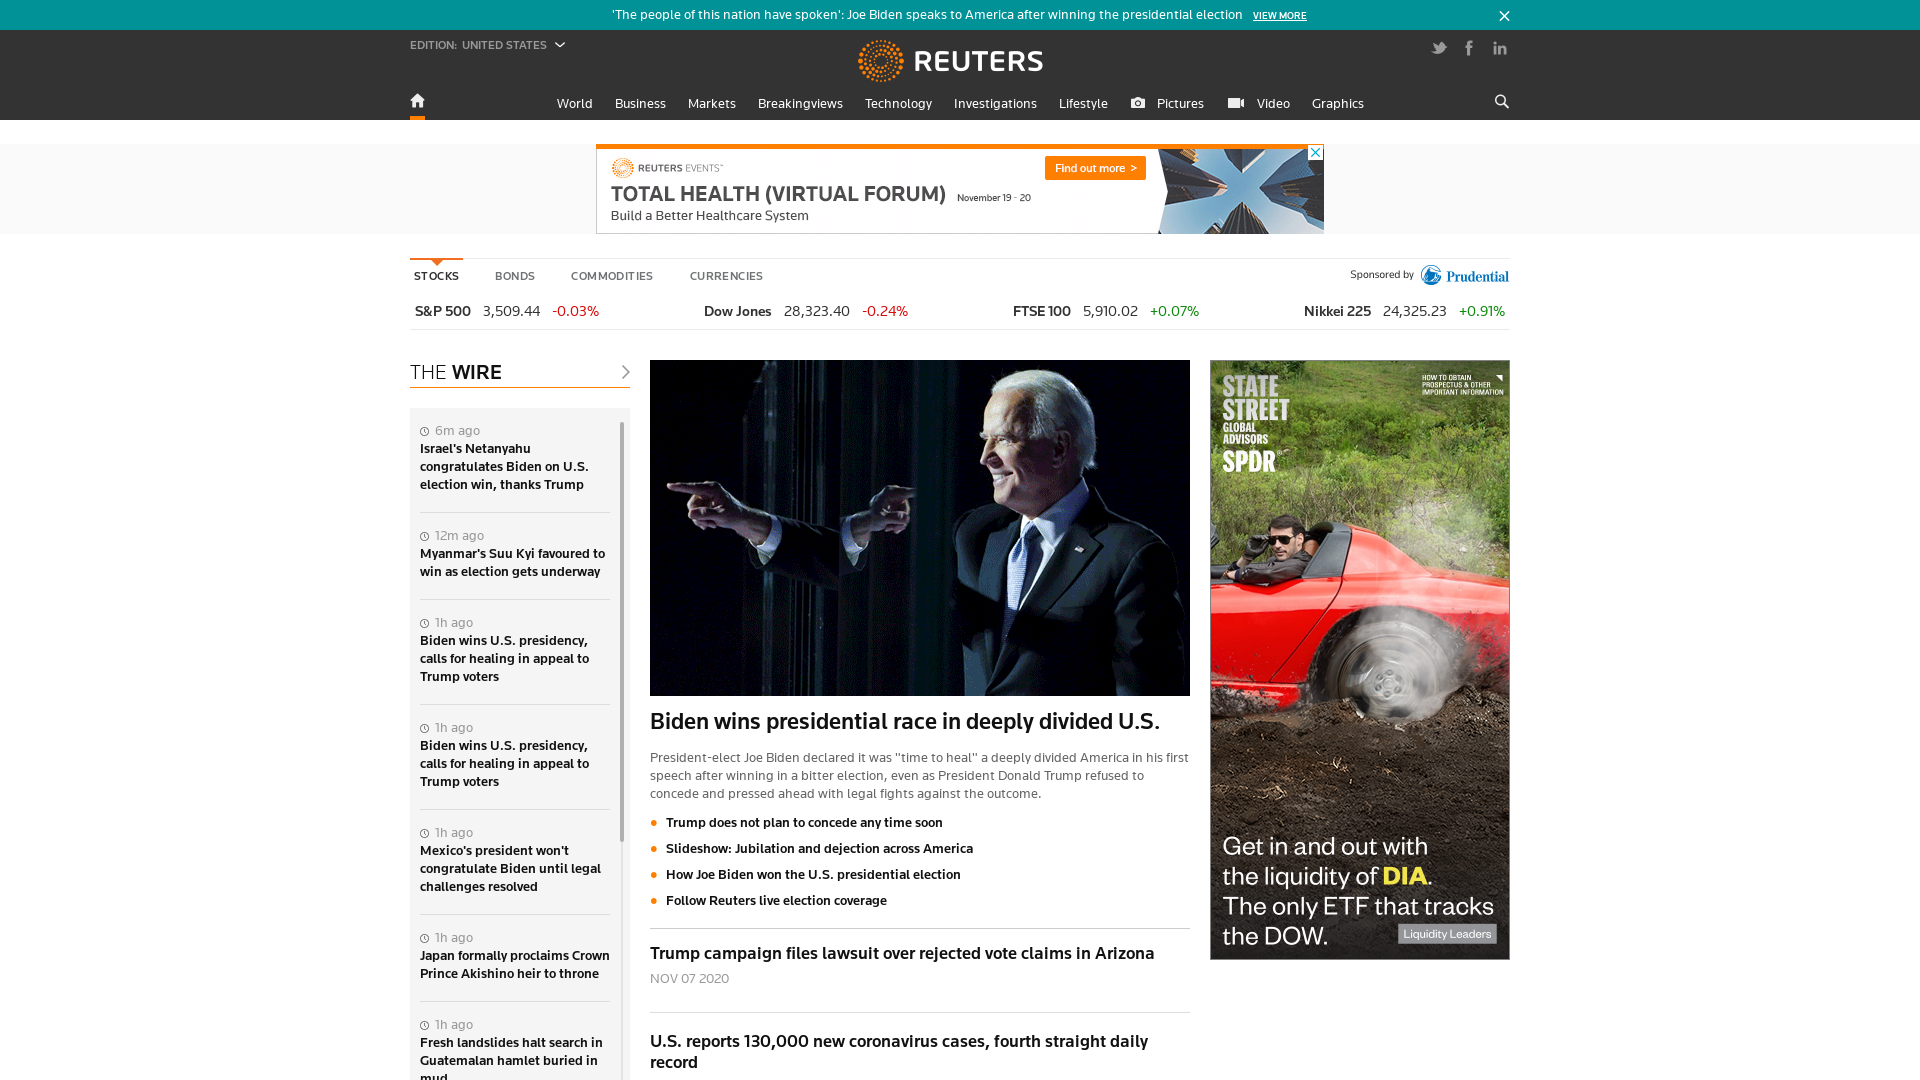 'The people of this nation have spoken': Joe Biden speaks to America after winning the presidential election VIEW MORE
EDITION: UNITED STATES
REUTERS
World Business Markets Breakingviews Technology Investigations Lifestyle Pictures Video Graphics
REUTERS EVENTS™
Find out more >
TOTAL HEALTH (VIRTUAL FORUM) November 19 - 20
Build a Better Healthcare System
STOCKS BONDS COMMODITIES CURRENCIES
Sponsored by Prudential
S&P 500 3,509.44 -0.03% Dow Jones 28,323.40 -0.24% FTSE 100 5,910.02 +0.07% Nikkei 225 24,325.23 +0.91%
THE WIRE
6m ago
Israel's Netanyahu
congratulates Biden on U.S.
election win, thanks Trump
12m ago
Myanmar's Suu Kyi favoured to
win as election gets underway
1h ago
Biden wins U.S. presidency,
calls for healing in appeal to
Trump voters
1h ago
Biden wins U.S. presidency,
calls for healing in appeal to
Trump voters
1h ago
Mexico's president won't
congratulate Biden until legal
challenges resolved
1h ago
Japan formally proclaims Crown
Prince Akishino heir to throne
1h ago
Fresh landslides halt search in
Guatemalan hamlet buried in
mud
Biden wins presidential race in deeply divided U.S.
President-elect Joe Biden declared it was "time to heal" a deeply divided America in his first
speech after winning in a bitter election, even as President Donald Trump refused to
concede and pressed ahead with legal fights against the outcome.
Trump does not plan to concede any time soon
Slideshow: Jubilation and dejection across America
How Joe Biden won the U.S. presidential election
Follow Reuters live election coverage
Trump campaign files lawsuit over rejected vote claims in Arizona
NOV 07 2020
U.S. reports 130,000 new coronavirus cases, fourth straight daily
record
STATE
STREET
GLOBAL
ADVISORS
SPDR®
HOW TO OBTAIN
PROSPECTUS & OTHER
IMPORTANT INFORMATION
Get in and out with
the liquidity of DIA.
The only ETF that tracks
the DOW.
Liquidity Leaders